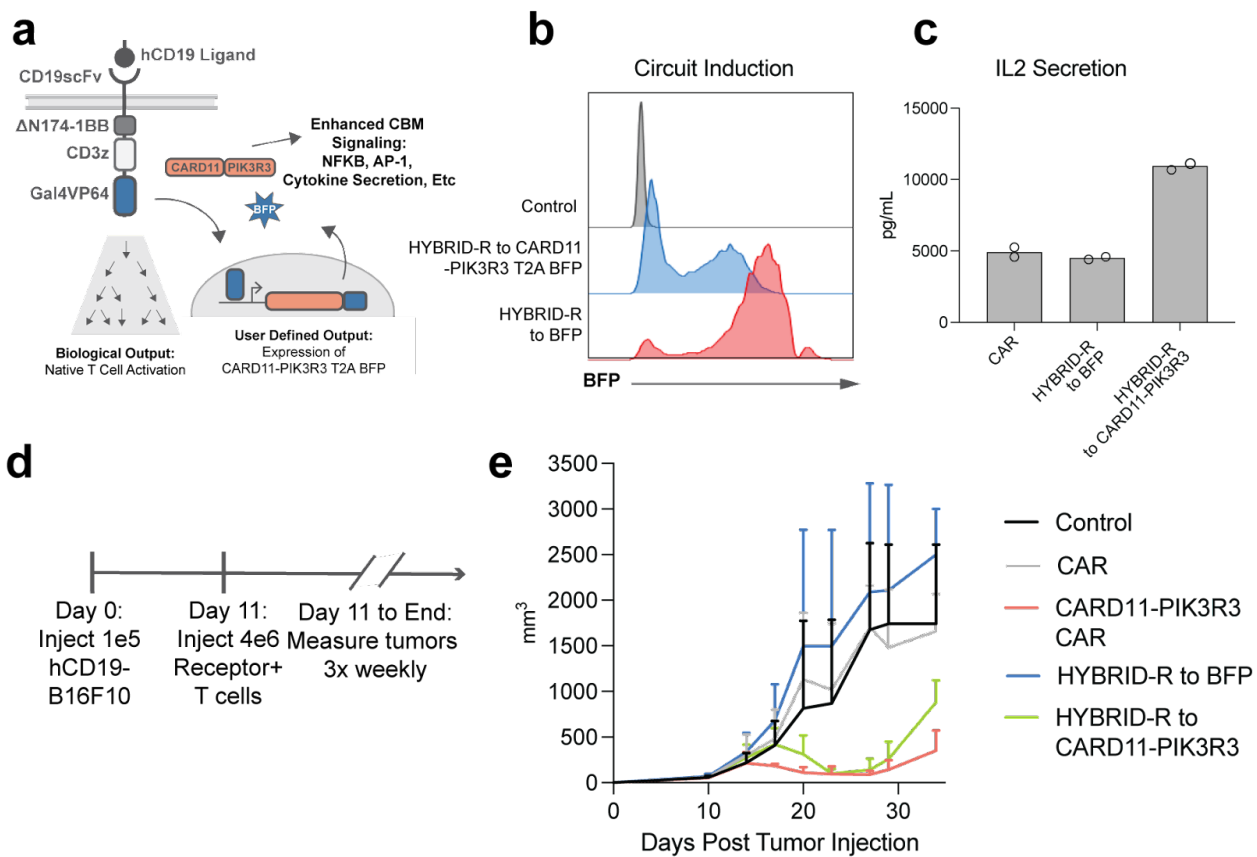 a
hCD19 Ligand
CD19scFv
ΔN174-1BB
CD3z
Gal4VP64
CARD11 PIK3R3
BFP
Enhanced CBM
Signaling:
NFKB, AP-1,
Cytokine Secretion, Etc
Biological Output:
Native T Cell Activation
User Defined Output:
Expression of
CARD11-PIK3R3 T2A BFP
b
Circuit Induction
Control
HYBRID-R to CARD11
-PIK3R3 T2A BFP
HYBRID-R
to BFP
BFP
c
IL2 Secretion
15000
10000
5000
0
pg/mL
CAR
HYBRID-R
to BFP
HYBRID-R
to CARD11-PIK3R3
d
Day 0:
Inject 1e5
hCD19-
B16F10
Day 11:
Inject 4e6
Receptor+
T cells
Day 11 to End:
Measure tumors
3x weekly
e
3500
3000
2500
2000
1500
1000
500
0
mm³
0 10 20 30
Days Post Tumor Injection
Control
CAR
CARD11-PIK3R3
CAR
HYBRID-R to BFP
HYBRID-R to
CARD11-PIK3R3